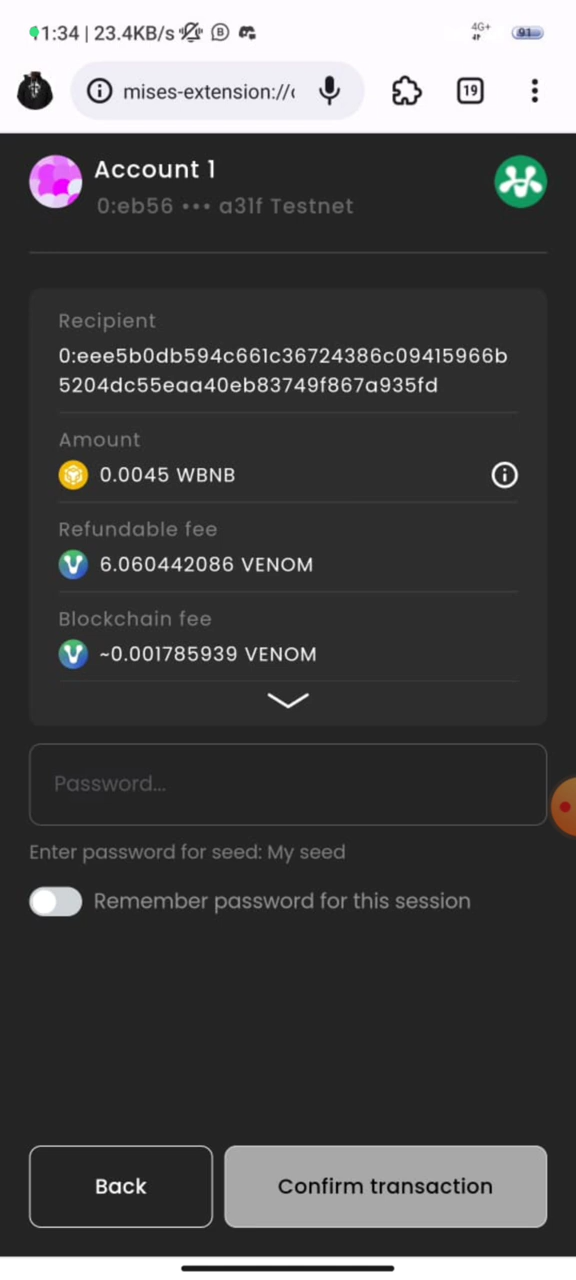 1:34 | 23.4KB/s
4G+
91
mises-extension://
19
Account 1
0:eb56 ••• a31f Testnet
Recipient
0:eee5b0db594c661c36724386c09415966b
5204dc55eaa40eb83749f867a935fd
Amount
0.0045 WBNB
Refundable fee
6.060442086 VENOM
Blockchain fee
~0.001785939 VENOM
Password...
Enter password for seed: My seed
Remember password for this session
Back
Confirm transaction